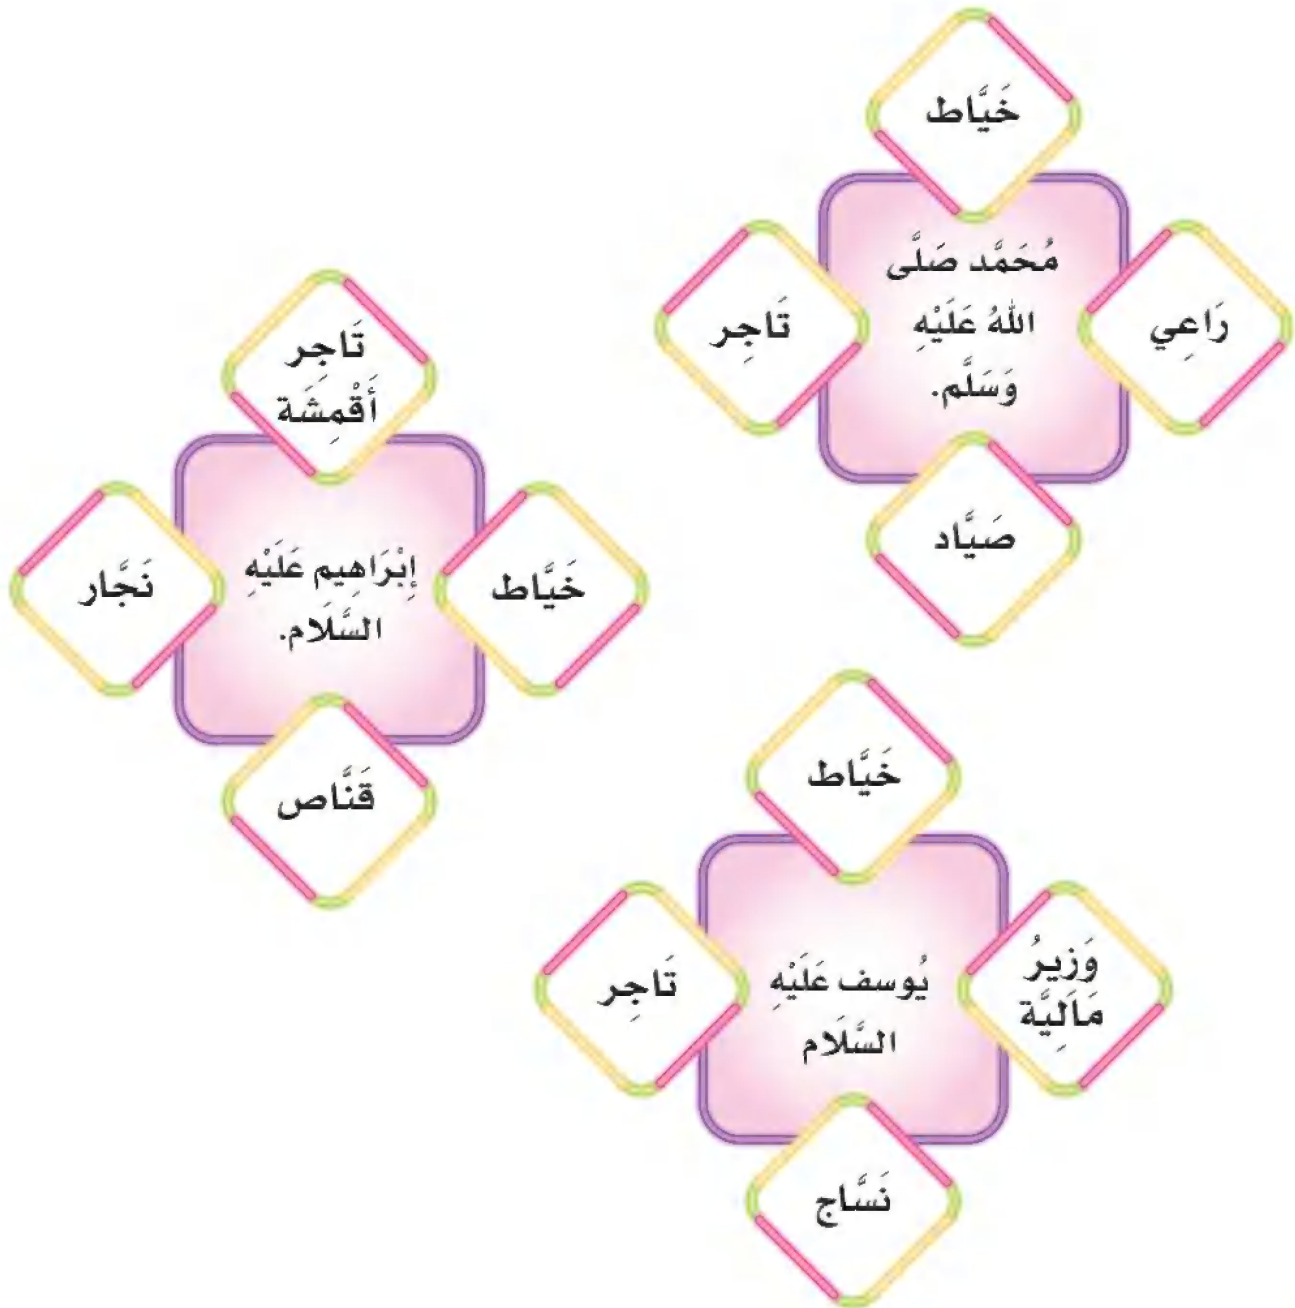 خَيَّاط
مُحَمَّد صَلَّى
اللهُ عَلَيْهِ
وَسَلَّم.
رَاعِي
تَاجِر
صَيَّاد
تَاجِر
أَقْمِشَة
إِبْرَاهِيم عَلَيْهِ
السَّلَام.
خَيَّاط
نَجَّار
قَنَّاص
خَيَّاط
يُوسف عَلَيْهِ
السَّلَام
وَزِيرُ
مَالِيَّة
تَاجِر
نَسَّاج